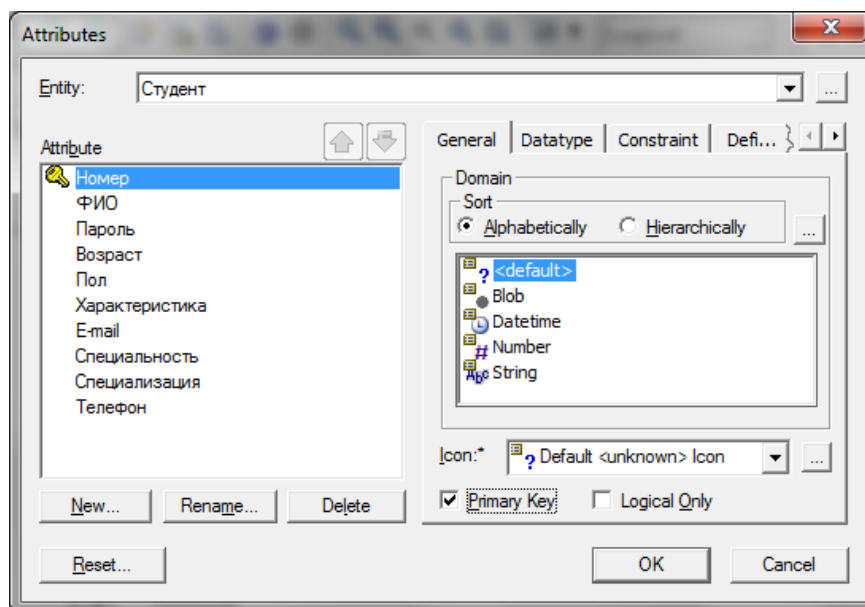 Attributes
Entity:
Студент
...
Attribute
Номер
ФИО
Пароль
Возраст
Пол
Характеристика
E-mail
Специальность
Специализация
Телефон
New...
Rename...
Delete
Reset...
General
Datatype
Constraint
Defi...
Domain
Sort
Alphabetically
Hierarchically
...
<default>
Blob
Datetime
Number
String
Icon:*
Default <unknown> Icon
...
Primary Key
Logical Only
OK
Cancel